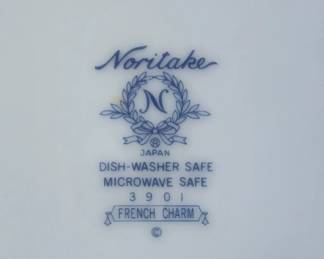 Noritake
N
®
JAPAN
DISH-WASHER SAFE
MICROWAVE SAFE
3901
FRENCH CHARM
©